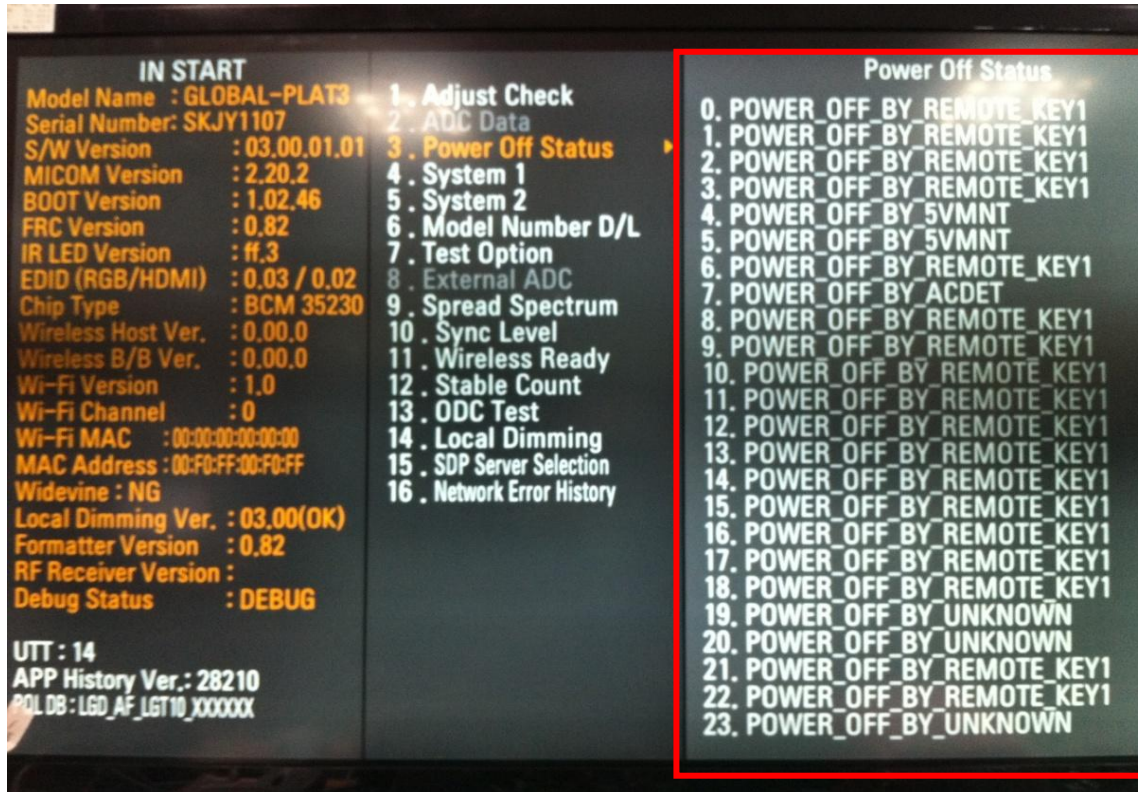 IN START
Model Name : GLOBAL-PLAT3
Serial Number: SKJY1107
S/W Version : 03.00.01.01
MICOM Version : 2.20.2
BOOT Version : 1.02.46
FRC Version : 0.82
IR LED Version : ff.3
EDID (RGB/HDMI) : 0.03 / 0.02
Chip Type : BCM 35230
Wireless Host Ver. : 0.00.0
Wireless B/B Ver. : 0.00.0
Wi-Fi Version : 1.0
Wi-Fi Channel : 0
Wi-Fi MAC : 00:00:00:00:00:00
MAC Address : 00:F0:FF:00:F0:FF
Widevine : NG
Local Dimming Ver. : 03.00(OK)
Formatter Version : 0.82
RF Receiver Version :
Debug Status : DEBUG
UTT : 14
APP History Ver.: 28210
PQL DB : LGD_AF_LGT10_XXXXXX
1 . Adjust Check
2 . ADC Data
3 . Power Off Status
4 . System 1
5 . System 2
6 . Model Number D/L
7 . Test Option
8 . External ADC
9 . Spread Spectrum
10 . Sync Level
11 . Wireless Ready
12 . Stable Count
13 . ODC Test
14 . Local Dimming
15 . SDP Server Selection
16 . Network Error History
Power Off Status
0. POWER_OFF_BY_REMOTE_KEY1
1. POWER_OFF_BY_REMOTE_KEY1
2. POWER_OFF_BY_REMOTE_KEY1
3. POWER_OFF_BY_REMOTE_KEY1
4. POWER_OFF_BY_5VMNT
5. POWER_OFF_BY_5VMNT
6. POWER_OFF_BY_REMOTE_KEY1
7. POWER_OFF_BY_ACDET
8. POWER_OFF_BY_REMOTE_KEY1
9. POWER_OFF_BY_REMOTE_KEY1
10. POWER_OFF_BY_REMOTE_KEY1
11. POWER_OFF_BY_REMOTE_KEY1
12. POWER_OFF_BY_REMOTE_KEY1
13. POWER_OFF_BY_REMOTE_KEY1
14. POWER_OFF_BY_REMOTE_KEY1
15. POWER_OFF_BY_REMOTE_KEY1
16. POWER_OFF_BY_REMOTE_KEY1
17. POWER_OFF_BY_REMOTE_KEY1
18. POWER_OFF_BY_REMOTE_KEY1
19. POWER_OFF_BY_UNKNOWN
20. POWER_OFF_BY_UNKNOWN
21. POWER_OFF_BY_REMOTE_KEY1
22. POWER_OFF_BY_REMOTE_KEY1
23. POWER_OFF_BY_UNKNOWN